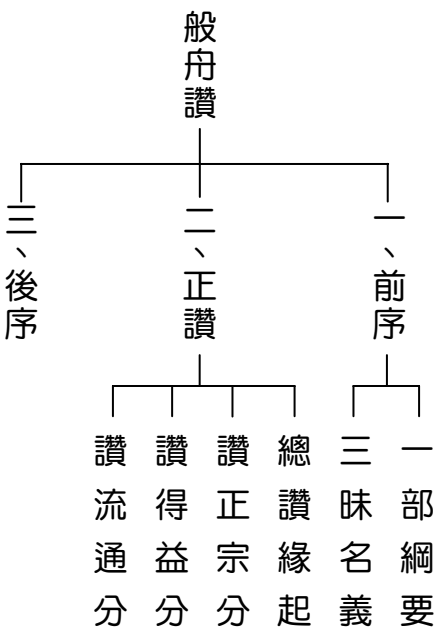 般舟讚
一、前序
一部綱要
三昧名義
二、正讚
總讚緣起
讚正宗分
讚得益分
讚流通分
三、後序